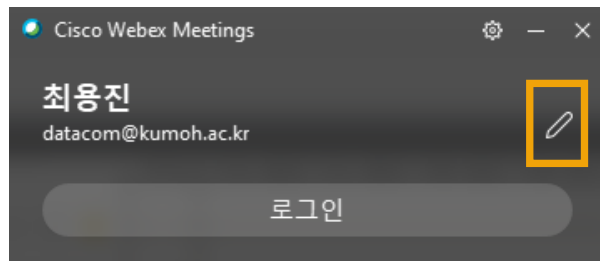 Cisco Webex Meetings
최용진
datacom@kumoh.ac.kr
로그인